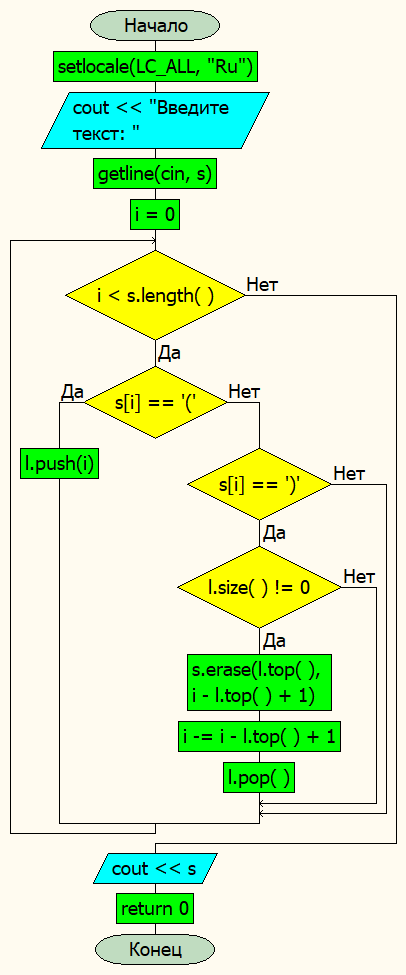 Начало
setlocale(LC_ALL, "Ru")
cout << "Введите
текст: "
getline(cin, s)
i = 0
i < s.length( )
Нет
Да
s[i] == '('
Да
Нет
l.push(i)
s[i] == ')'
Нет
Да
l.size( ) != 0
Нет
Да
s.erase(l.top( ),
i - l.top( ) + 1)
i -= i - l.top( ) + 1
l.pop( )
cout << s
return 0
Конец